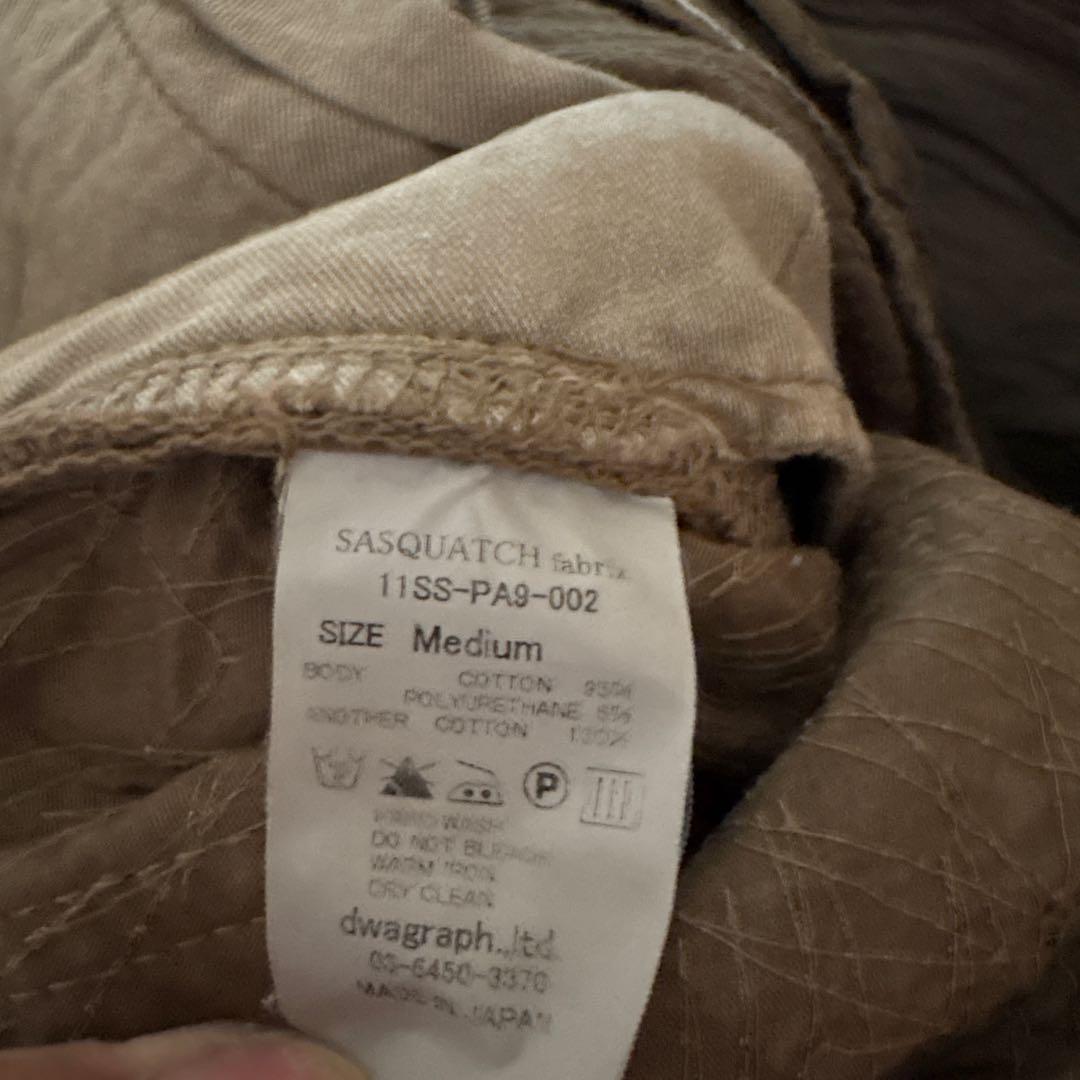 SASQUATCH fabrix.
11SS-PA9-002
SIZE Medium
BODY COTTON 95%
POLYURETHANE 5%
ANOTHER COTTON 100%
P
HAND WASH
DO NOT BLEACH
WARM IRON
DRY CLEAN
dwagraph.,ltd.
03-6450-3370
MADE IN JAPAN